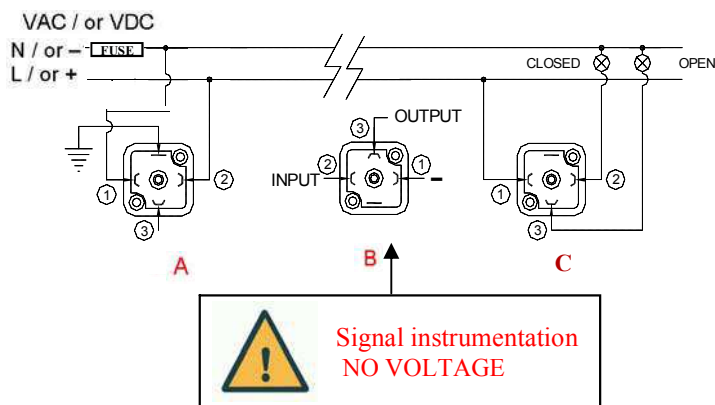 VAC / or VDC
N / or – FUSE
L / or +
CLOSED OPEN
③ OUTPUT
① ② INPUT ② ① – ① ②
③ ③
A B C
Signal instrumentation
NO VOLTAGE